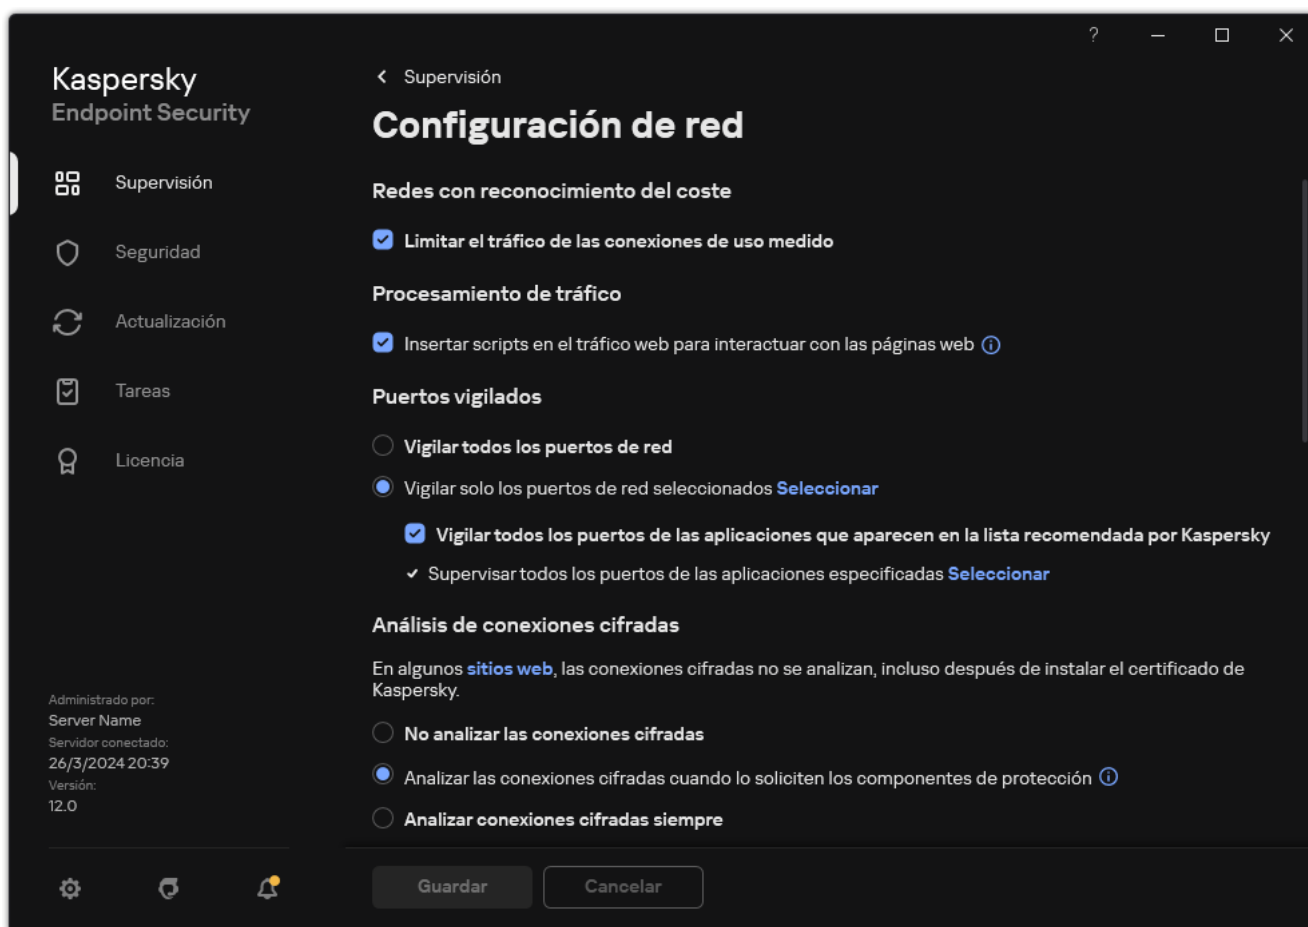 ?
Kaspersky
Endpoint Security
Supervisión
Seguridad
Actualización
Tareas
Licencia
Administrado por:
Server Name
Servidor conectado:
26/3/2024 20:39
Versión:
12.0
Supervisión
Configuración de red
Redes con reconocimiento del coste
Limitar el tráfico de las conexiones de uso medido
Procesamiento de tráfico
Insertar scripts en el tráfico web para interactuar con las páginas web
Puertos vigilados
Vigilar todos los puertos de red
Vigilar solo los puertos de red seleccionados Seleccionar
Vigilar todos los puertos de las aplicaciones que aparecen en la lista recomendada por Kaspersky
Supervisar todos los puertos de las aplicaciones especificadas Seleccionar
Análisis de conexiones cifradas
En algunos sitios web, las conexiones cifradas no se analizan, incluso después de instalar el certificado de
Kaspersky.
No analizar las conexiones cifradas
Analizar las conexiones cifradas cuando lo soliciten los componentes de protección
Analizar conexiones cifradas siempre
Guardar
Cancelar